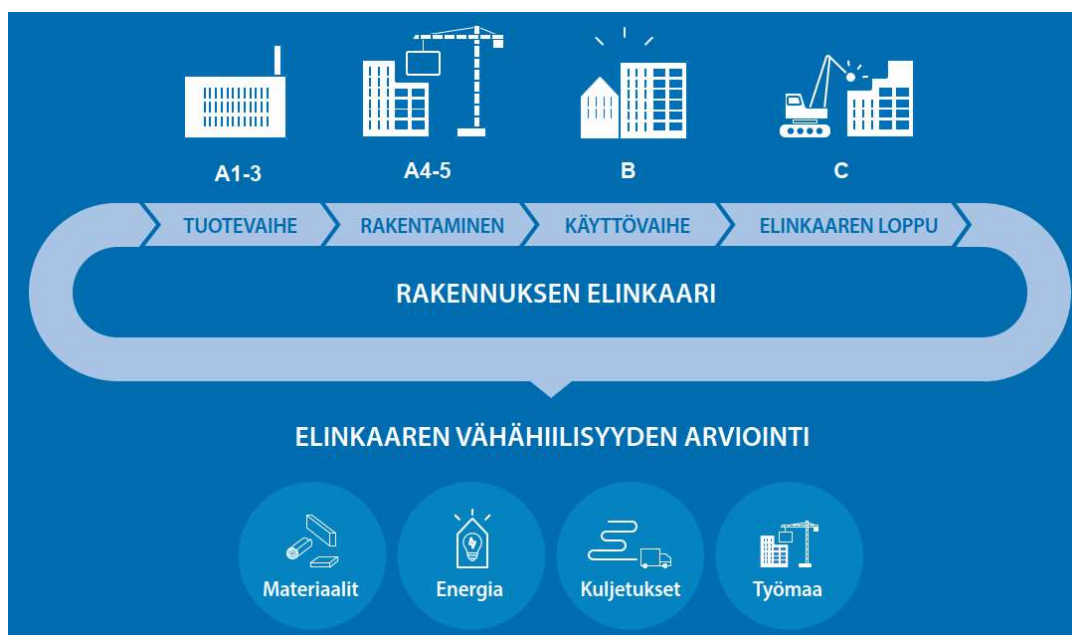 A1-3
A4-5
B
C
TUOTEVAIHE
RAKENTAMINEN
KÄYTTÖVAIHE
ELINKAAREN LOPPU
RAKENNUKSEN ELINKAARI
ELINKAAREN VÄHÄHIILISYYDEN ARVIOINTI
Materiaalit
Energia
Kuljetukset
Työmaa